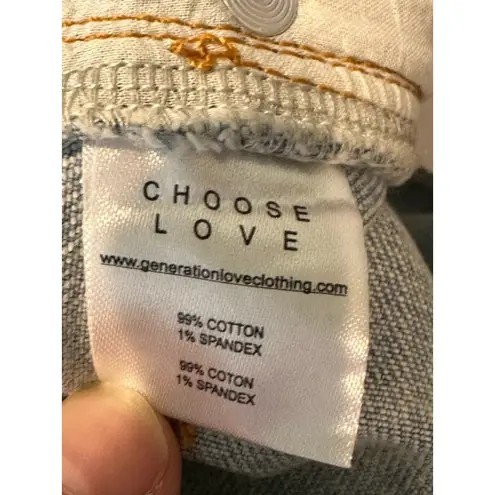 CHOOSE
LOVE
www.generationloveclothing.com
99% COTTON
1% SPANDEX
99% COTON
1% SPANDEX